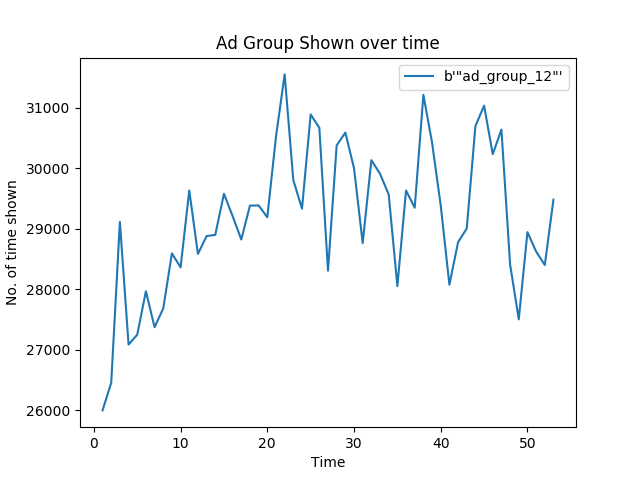 Ad Group Shown over time
b'"ad_group_12"'
No. of time shown
31000
30000
29000
28000
27000
26000
0 10 20 30 40 50
Time